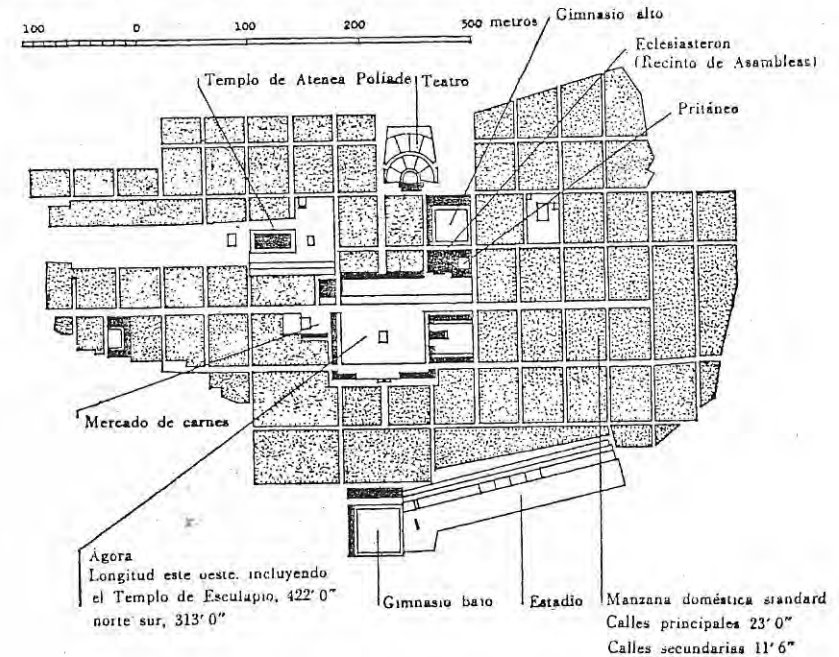 100 0 200 300 metros
Gimnasio alto
Eclesiasteron
(Recinto de Asambleas)
Templo de Atenea Políade
Teatro
Pritáneo
Mercado de carnes
Ágora
Longitud este oeste, incluyendo
el Templo de Esculapio, 422' 0"
norte sur, 313' 0"
Gimnasio bajo
Estadio
Manzana doméstica standard
Calles principales 23' 0"
Calles secundarias 11' 6"